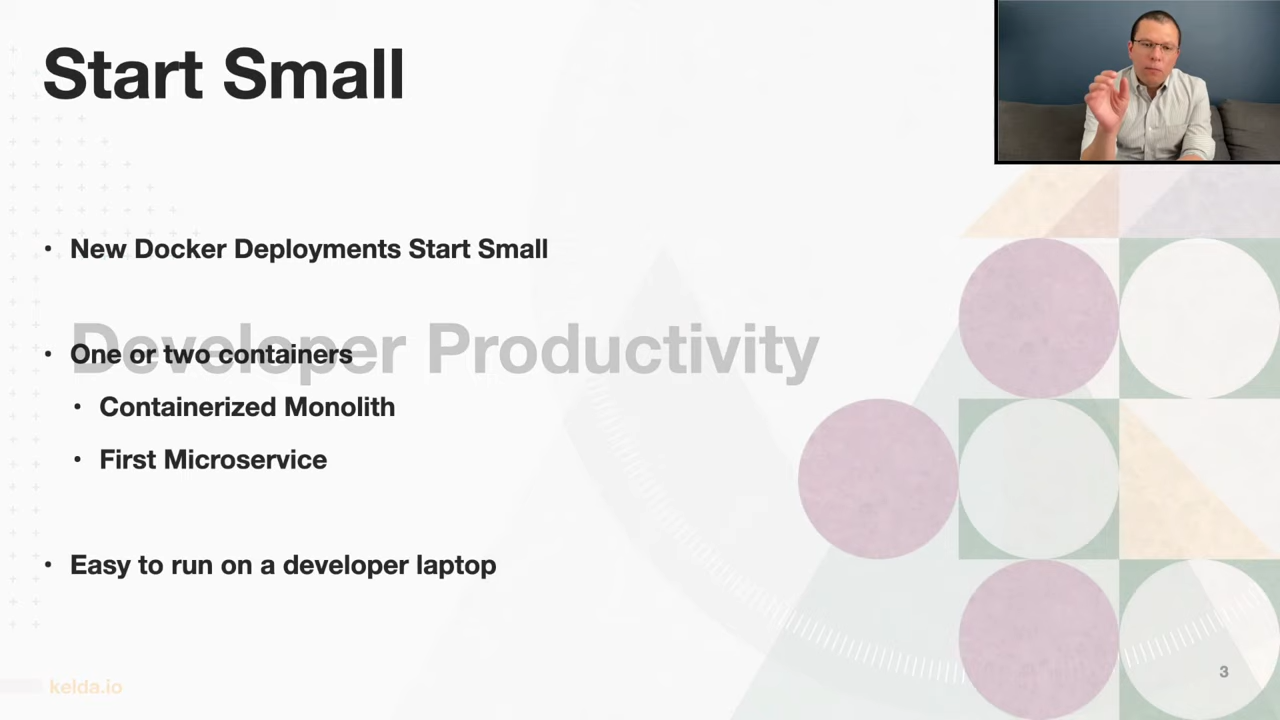 Start Small
• New Docker Deployments Start Small
Developer Productivity
• One or two containers
• Containerized Monolith
• First Microservice
• Easy to run on a developer laptop
kelda.io
3